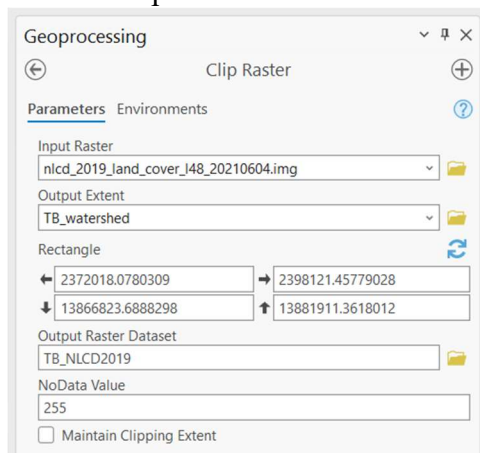 Geoprocessing
Clip Raster
Parameters Environments
Input Raster
nlcd_2019_land_cover_l48_20210604.img
Output Extent
TB_watershed
Rectangle
2372018.0780309 2398121.45779028
13866823.6888298 13881911.3618012
Output Raster Dataset
TB_NLCD2019
NoData Value
255
Maintain Clipping Extent